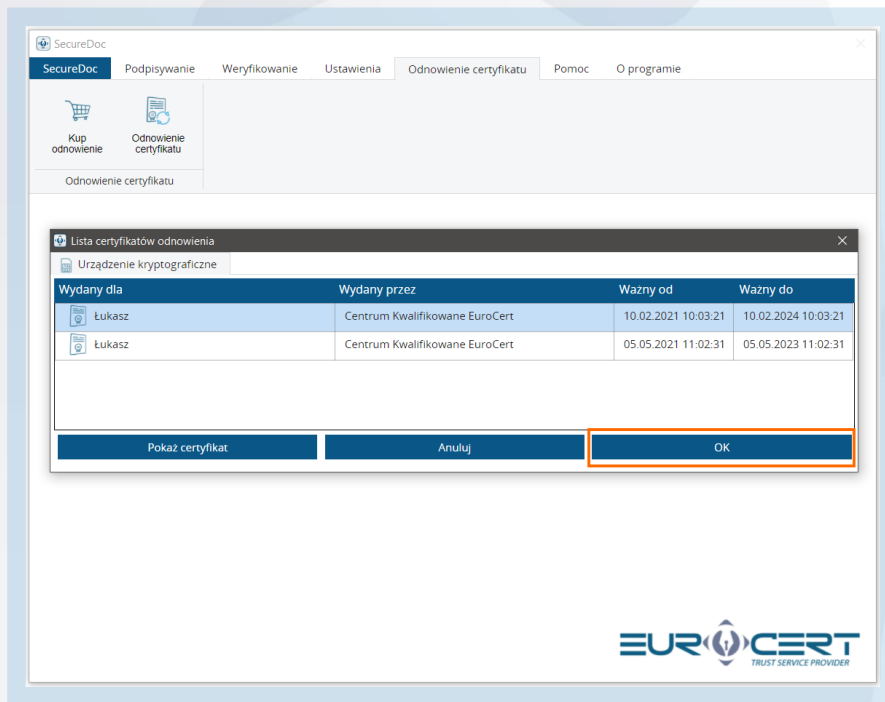 SecureDoc
SecureDoc Podpisywanie Weryfikowanie Ustawienia Odnowienie certyfikatu Pomoc O programie
Kup odnowienie
Odnowienie certyfikatu
Odnowienie certyfikatu
Lista certyfikatów odnowienia
Urządzenie kryptograficzne
Wydany dla Wydany przez Ważny od Ważny do
Łukasz Centrum Kwalifikowane EuroCert 10.02.2021 10:03:21 10.02.2024 10:03:21
Łukasz Centrum Kwalifikowane EuroCert 05.05.2021 11:02:31 05.05.2023 11:02:31
Pokaż certyfikat Anuluj OK
EUROCERT
TRUST SERVICE PROVIDER